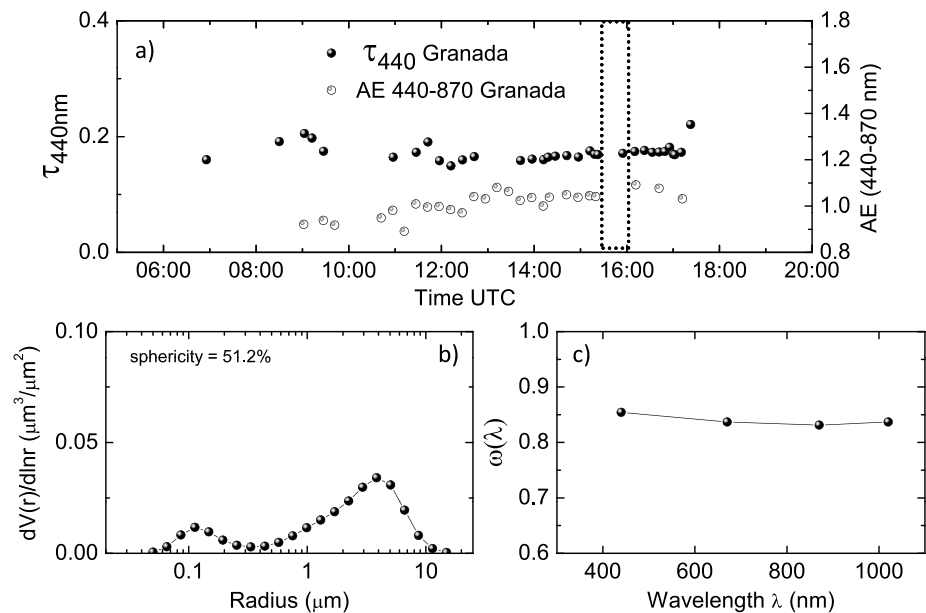 a)
τ440 Granada
AE 440-870 Granada
0.4
0.2
0.0
τ440nm
1.8
1.6
1.4
1.2
1.0
0.8
AE (440-870 nm)
06:00 08:00 10:00 12:00 14:00 16:00 18:00 20:00
Time UTC
b)
sphericity = 51.2%
0.10
0.05
0.00
dV(r)/dlnr (μm³/μm²)
0.1 1 10
Radius (μm)
c)
1.0
0.9
0.8
0.7
0.6
ω(λ)
400 600 800 1000
Wavelength λ (nm)